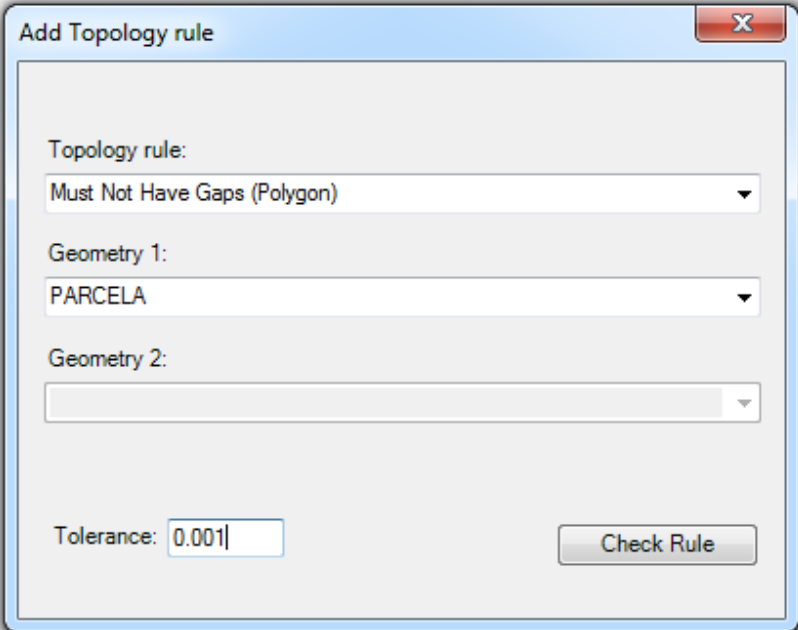 Add Topology rule
Topology rule:
Must Not Have Gaps (Polygon)
Geometry 1:
PARCELA
Geometry 2:
Tolerance: 0.001
Check Rule